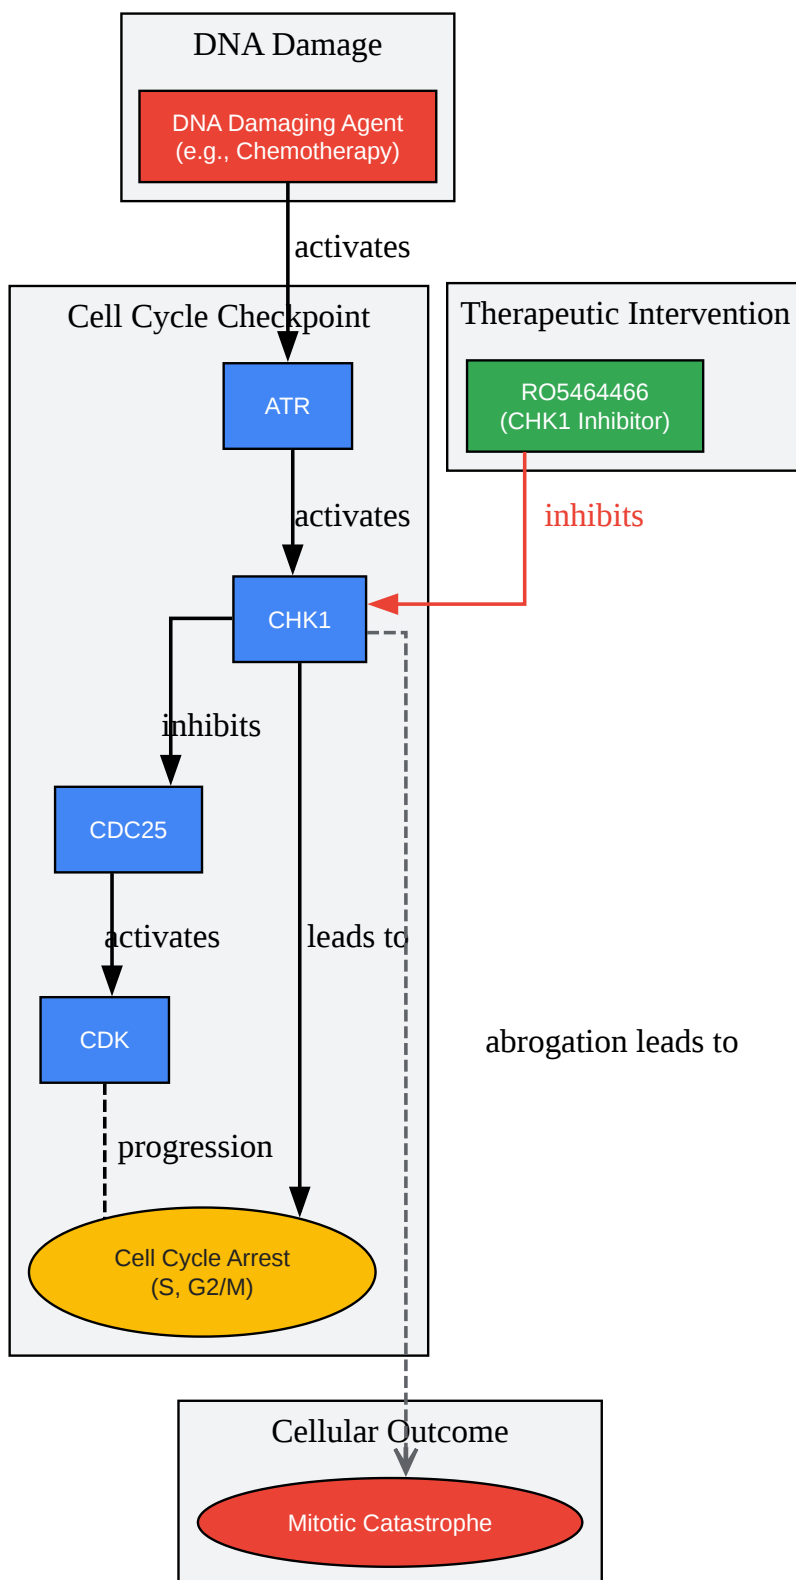 DNA Damage
DNA Damaging Agent
(e.g., Chemotherapy)
activates
Cell Cycle Checkpoint
Therapeutic Intervention
ATR
RO5464466
(CHK1 Inhibitor)
activates
inhibits
CHK1
inhibits
CDC25
activates
leads to
CDK
abrogation leads to
progression
Cell Cycle Arrest
(S, G2/M)
Cellular Outcome
Mitotic Catastrophe